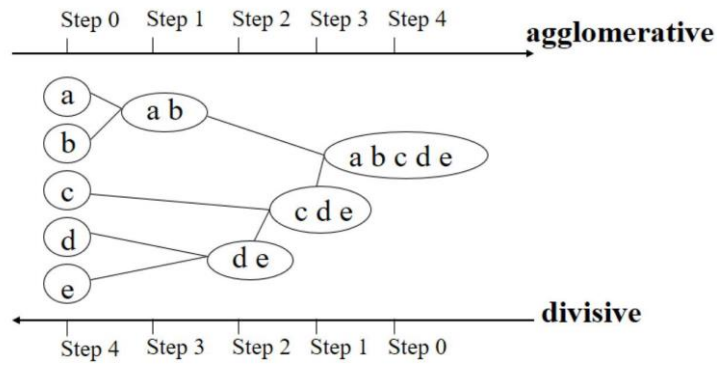 Step 0 Step 1 Step 2 Step 3 Step 4
agglomerative
a
a b
b
a b c d e
c
c d e
d
d e
e
divisive
Step 4 Step 3 Step 2 Step 1 Step 0